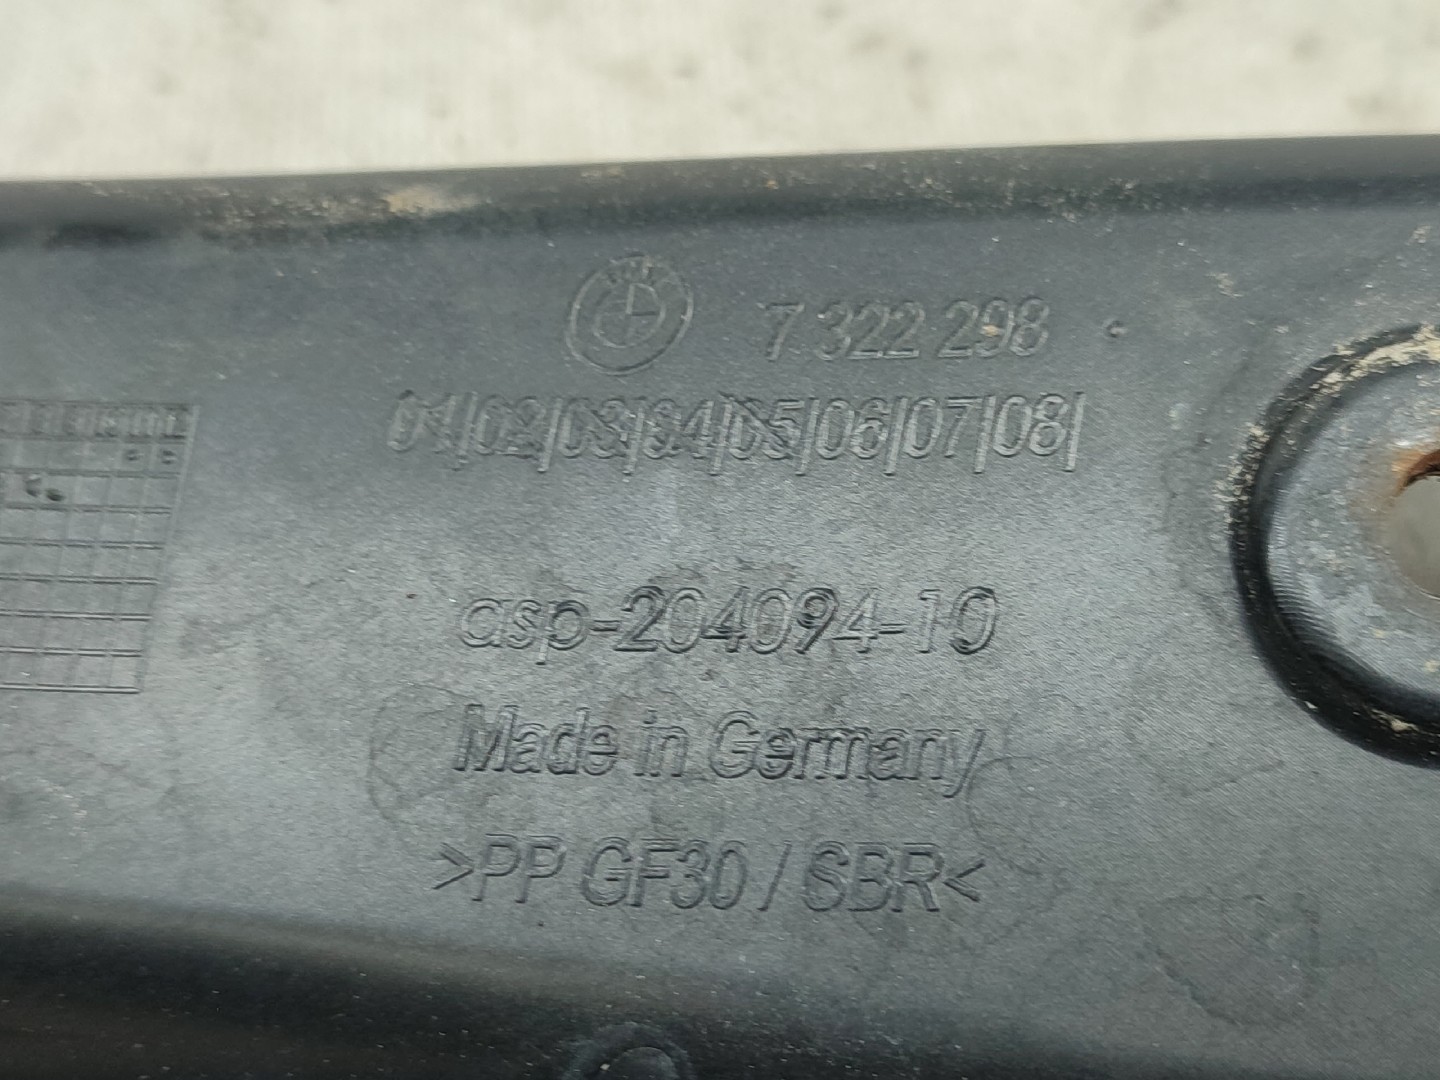 7 322 298
01|02|03|04|05|06|07|08|
asp-204094-10
Made in Germany
>PP GF30 / SBR<